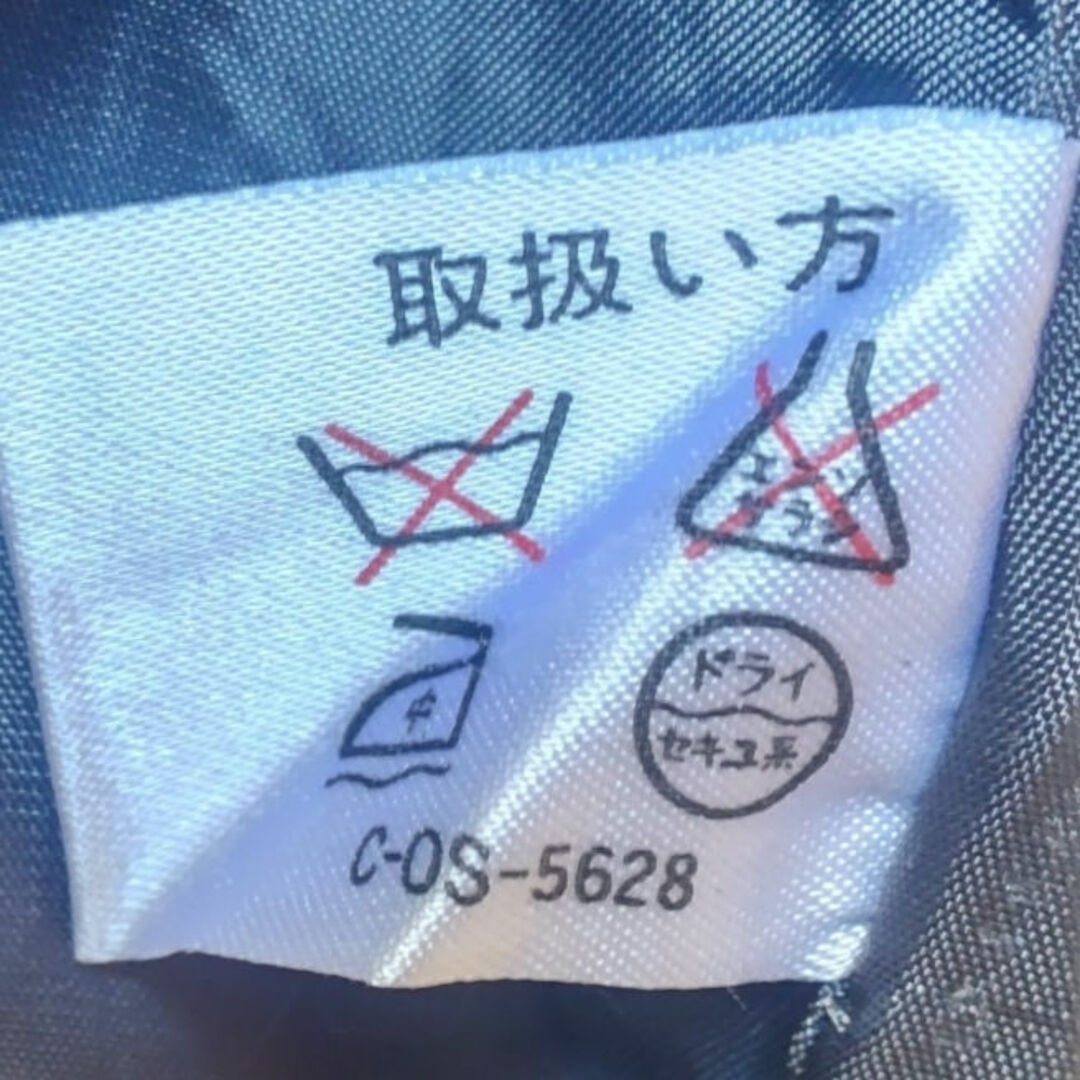 取扱い方
エンソ
サラシ
中
ドライ
セキユ系
C-OS-5628